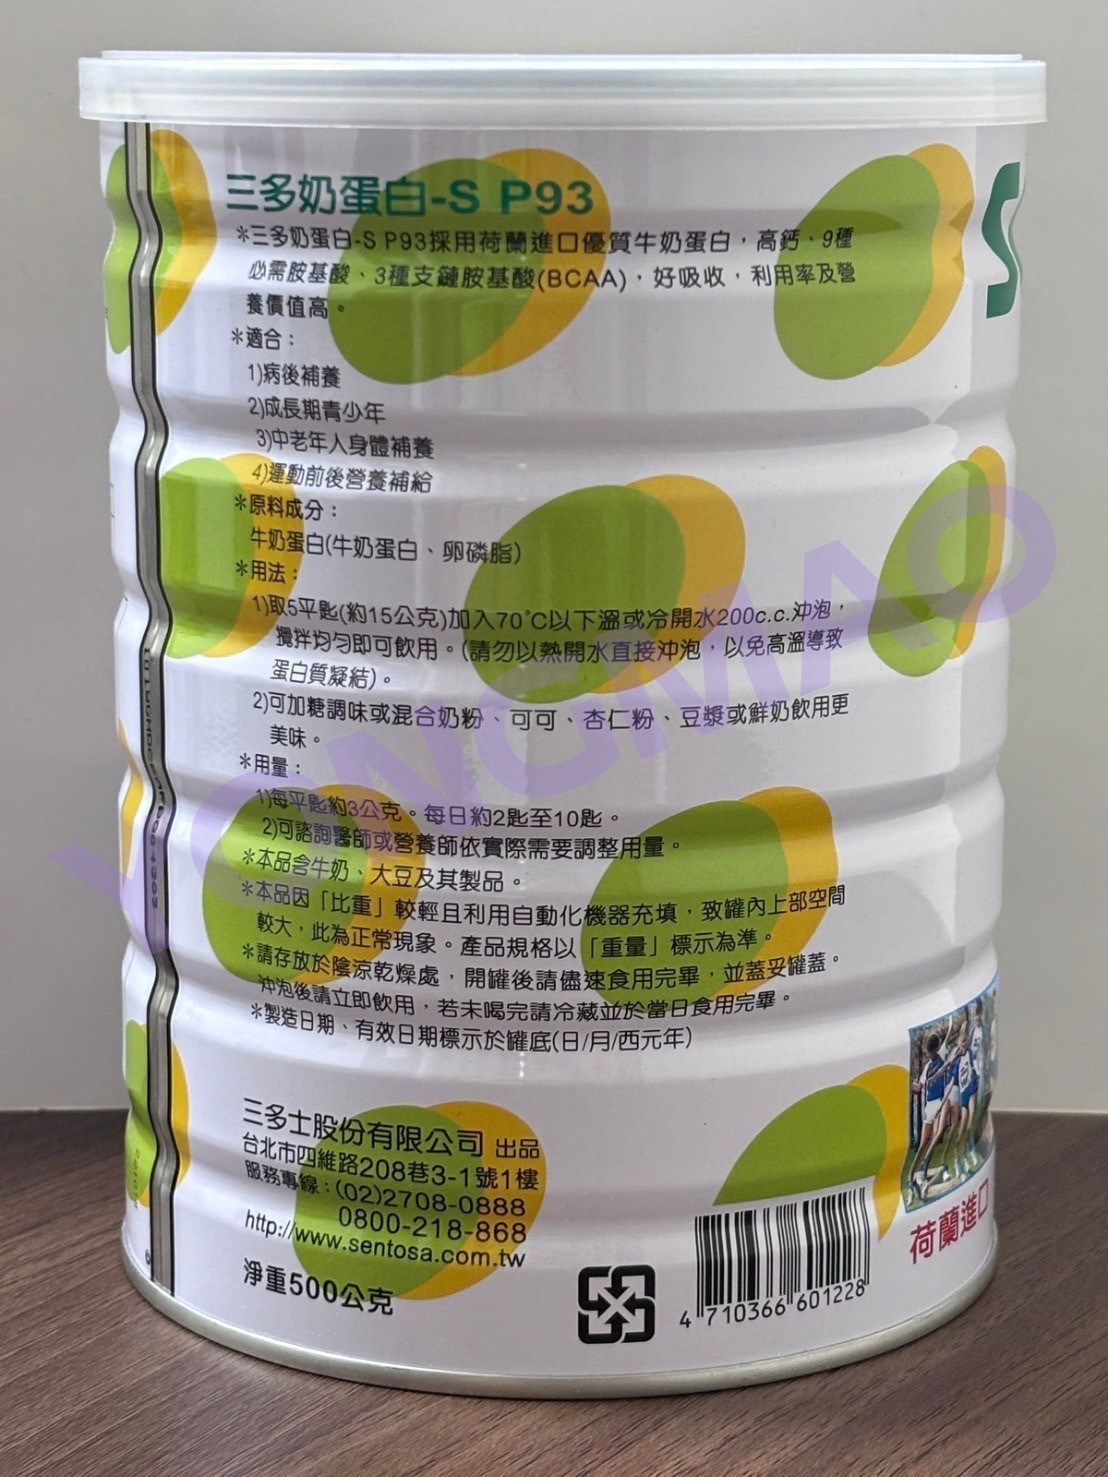 三多奶蛋白-S P93
*三多奶蛋白-S P93採用荷蘭進口優質牛奶蛋白，高鈣、9種
必需胺基酸、3種支鏈胺基酸(BCAA)，好吸收，利用率及營
養價值高。
*適合：
1)病後補養
2)成長期青少年
3)中老年人身體補養
4)運動前後營養補給
*原料成分：
牛奶蛋白(牛奶蛋白、卵磷脂)
*用法：
1)取5平匙(約15公克)加入70°C以下溫或冷開水200c.c.沖泡，
攪拌均勻即可飲用。(請勿以熱開水直接沖泡，以免高溫導致
蛋白質凝結)。
2)可加糖調味或混合奶粉、可可、杏仁粉、豆漿或鮮奶飲用更
美味。
*用量：
1)每平匙約3公克。每日約2匙至10匙。
2)可諮詢醫師或營養師依實際需要調整用量。
*本品含牛奶、大豆及其製品。
*本品因「比重」較輕且利用自動化機器充填，致罐內上部空間
較大，此為正常現象。產品規格以「重量」標示為準。
*請存放於陰涼乾燥處，開罐後請儘速食用完畢，並蓋妥罐蓋。
沖泡後請立即飲用，若未喝完請冷藏並於當日食用完畢。
*製造日期、有效日期標示於罐底(日/月/西元年)
三多士股份有限公司 出品
台北市四維路208巷3-1號1樓
服務專線：(02)2708-0888
0800-218-868
http://www.sentosa.com.tw
淨重500公克
4 710366 601228
荷蘭進口
S
YONGMAO